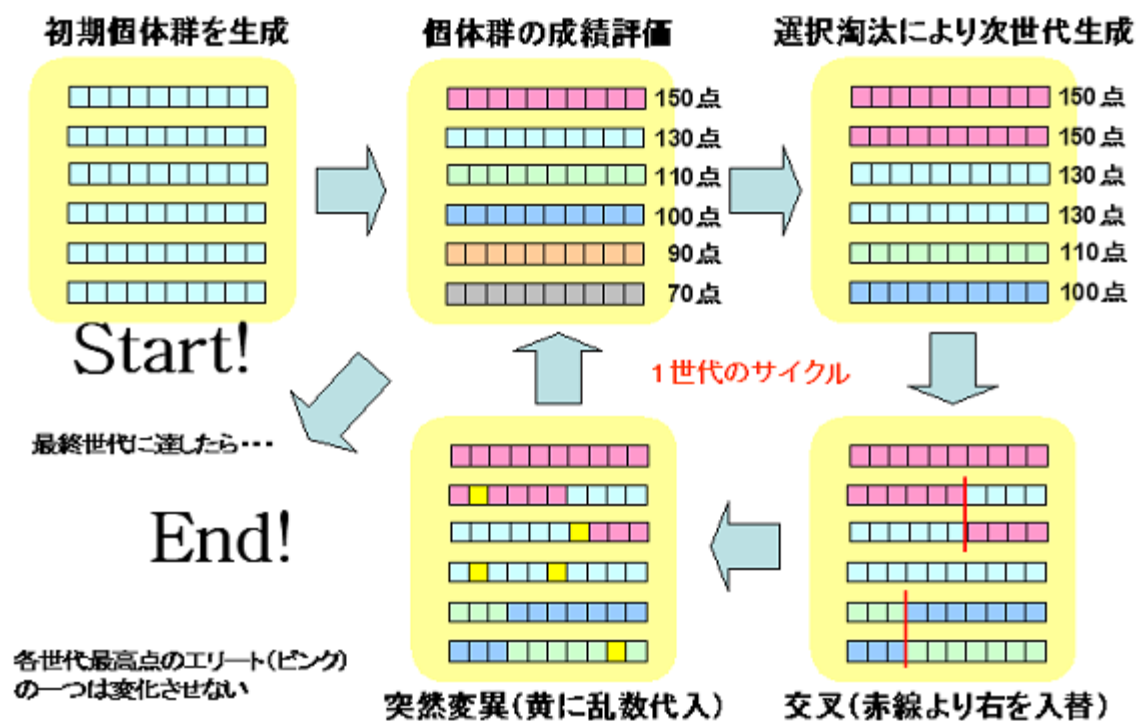 初期個体群を生成
個体群の成績評価
選択淘汰により次世代生成
150点
130点
110点
100点
90点
70点
150点
150点
130点
130点
110点
100点
Start!
1世代のサイクル
最終世代に達したら・・・
End!
各世代最高点のエリート(ピンク)
の一つは変化させない
突然変異(黄に乱数代入)
交叉(赤線より右を入替)